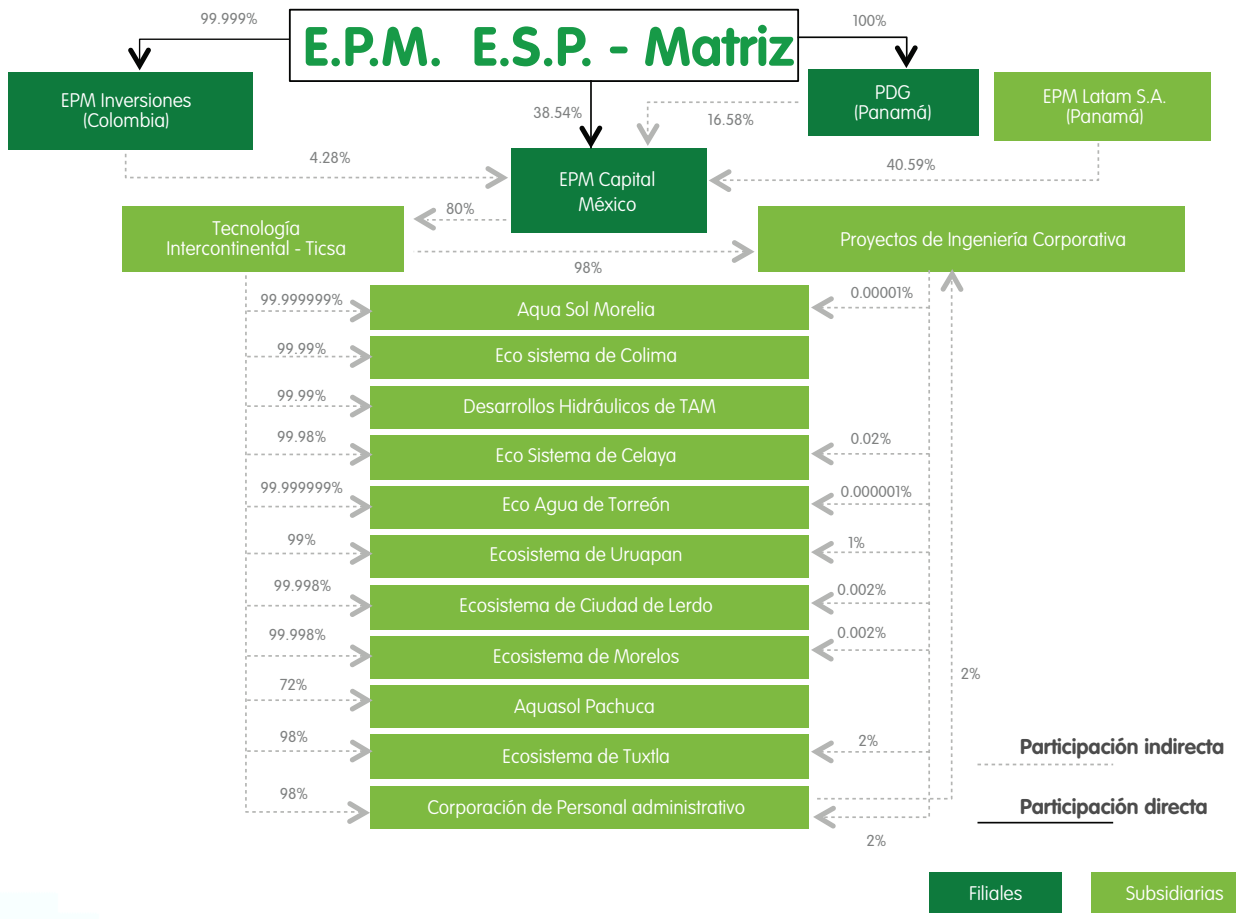 99.999%
E.P.M. E.S.P. - Matriz
100%
EPM Inversiones
(Colombia)
PDG
(Panamá)
EPM Latam S.A.
(Panamá)
38.54%
16.58%
4.28%
40.59%
EPM Capital
México
80%
Tecnología
Intercontinental - Ticsa
98%
Proyectos de Ingeniería Corporativa
99.999999%
Aqua Sol Morelia
0.00001%
99.99%
Eco sistema de Colima
99.99%
Desarrollos Hidráulicos de TAM
99.98%
Eco Sistema de Celaya
0.02%
99.999999%
Eco Agua de Torreón
0.000001%
99%
Ecosistema de Uruapan
1%
99.998%
Ecosistema de Ciudad de Lerdo
0.002%
99.998%
Ecosistema de Morelos
0.002%
72%
Aquasol Pachuca
2%
98%
Ecosistema de Tuxtla
2%
98%
Corporación de Personal administrativo
2%
Participación indirecta
Participación directa
Filiales
Subsidiarias